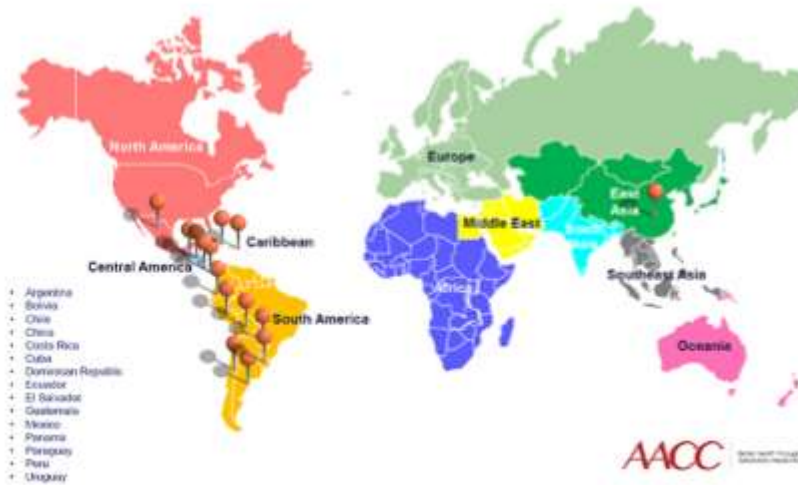 North America
Europe
East
Asia
Middle East
Caribbean
Central America
Southeast Asia
Africa
South America
Oceania
• Argentina
• Bolivia
• Chile
• China
• Costa Rica
• Cuba
• Dominican Republic
• Ecuador
• El Salvador
• Guatemala
• Mexico
• Panama
• Paraguay
• Peru
• Uruguay
AACC